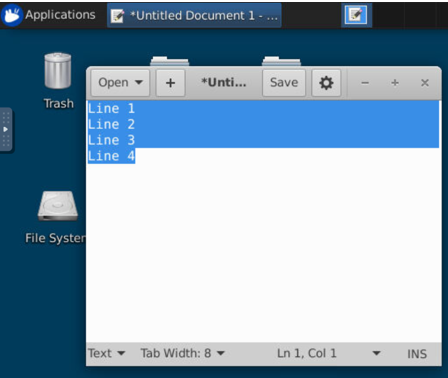 Applications
*Untitled Document 1 - ...
Open
+
*Unti...
Save
Trash
Line 1
Line 2
Line 3
Line 4
File System
Text
Tab Width: 8
Ln 1, Col 1
INS